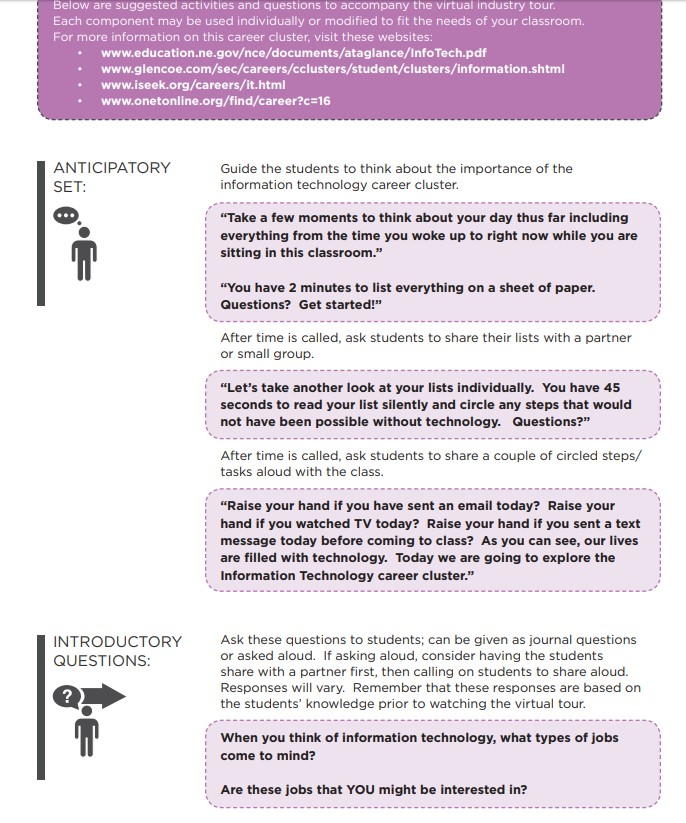 Below are suggested activities and questions to accompany the virtual industry tour.
Each component may be used individually or modified to fit the needs of your classroom.
For more information on this career cluster, visit these websites:
• www.education.ne.gov/nce/documents/ataglance/InfoTech.pdf
• www.glencoe.com/sec/careers/cclusters/student/clusters/information.shtml
• www.iseek.org/careers/it.html
• www.onetonline.org/find/career?c=16
ANTICIPATORY
SET:
Guide the students to think about the importance of the
information technology career cluster.
“Take a few moments to think about your day thus far including
everything from the time you woke up to right now while you are
sitting in this classroom.”
“You have 2 minutes to list everything on a sheet of paper.
Questions?  Get started!”
After time is called, ask students to share their lists with a partner
or small group.
“Let’s take another look at your lists individually.  You have 45
seconds to read your list silently and circle any steps that would
not have been possible without technology.   Questions?”
After time is called, ask students to share a couple of circled steps/
tasks aloud with the class.
“Raise your hand if you have sent an email today?  Raise your
hand if you watched TV today?  Raise your hand if you sent a text
message today before coming to class?  As you can see, our lives
are filled with technology.  Today we are going to explore the
Information Technology career cluster.”
INTRODUCTORY
QUESTIONS:
?
Ask these questions to students; can be given as journal questions
or asked aloud.  If asking aloud, consider having the students
share with a partner first, then calling on students to share aloud.
Responses will vary.  Remember that these responses are based on
the students’ knowledge prior to watching the virtual tour.
When you think of information technology, what types of jobs
come to mind?
Are these jobs that YOU might be interested in?